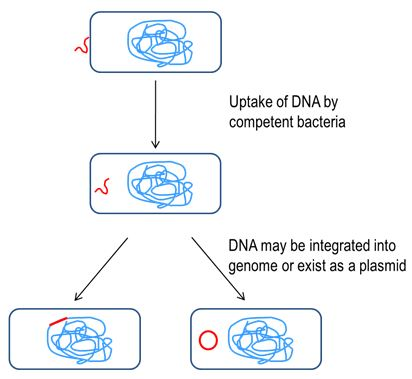 Uptake of DNA by
competent bacteria
DNA may be integrated into
genome or exist as a plasmid